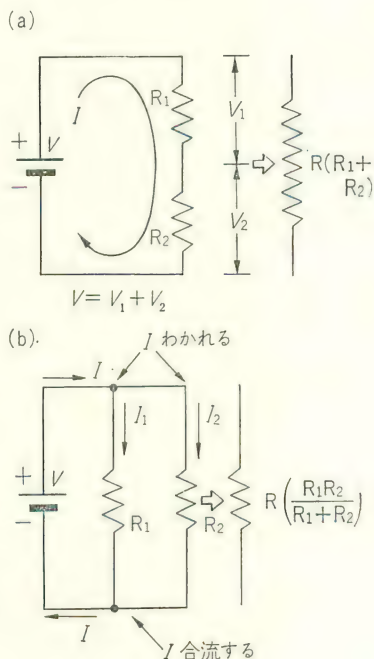 (a)
I
R₁
V₁
+
V
−
R₂
V₂
R(R₁+
R₂)
V=V₁+V₂
(b).
I わかれる
I
I₁
I₂
+
V
−
R₁
R₂
R(R₁R₂/R₁+R₂)
I
I 合流する